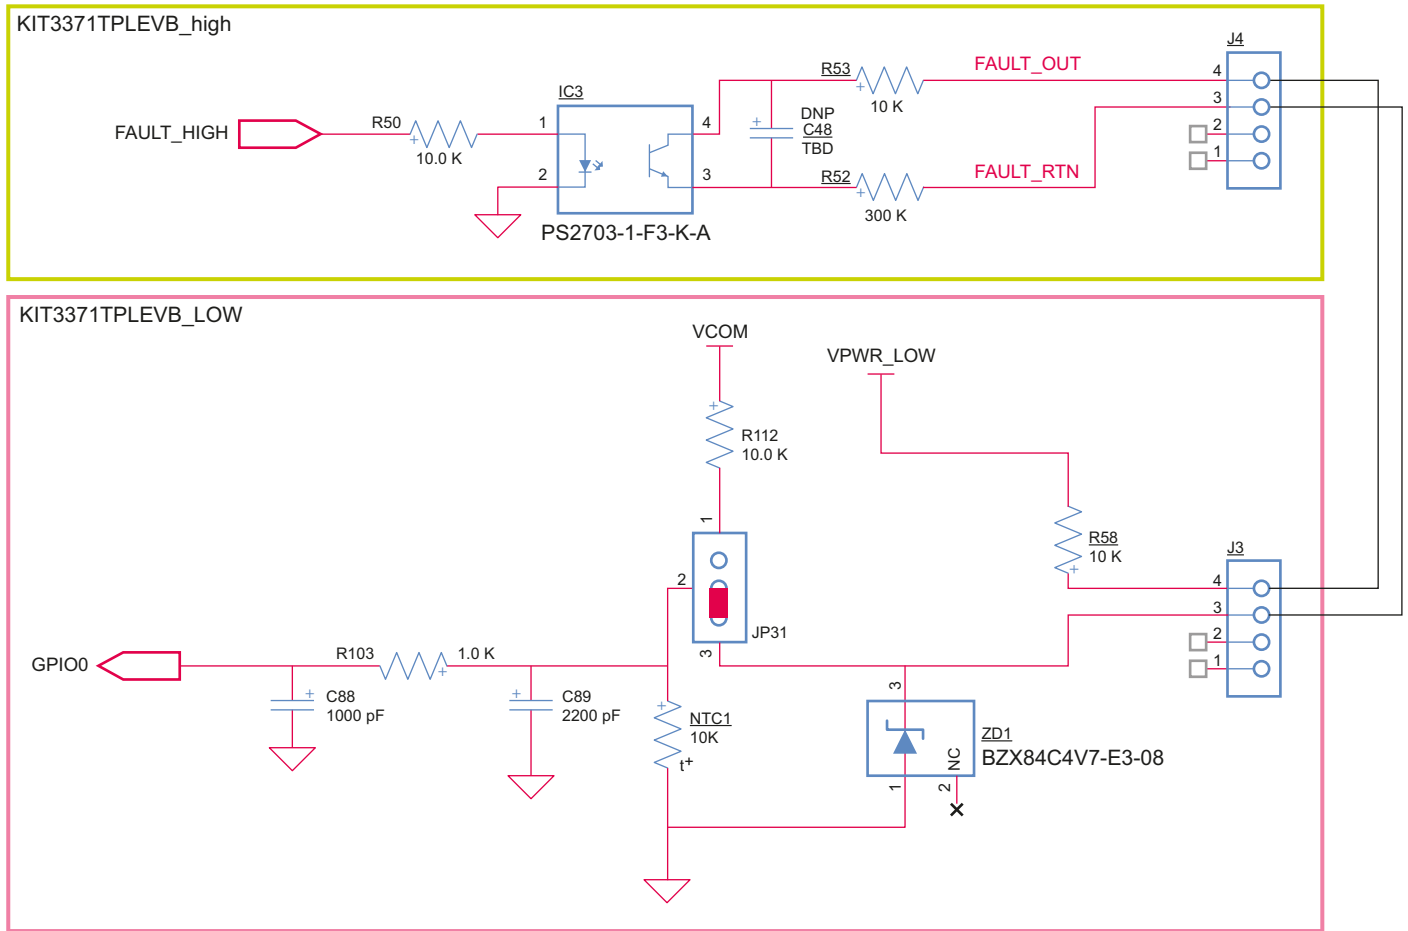 KIT3371TPLEVB_high
J4
R53
FAULT_OUT
4
10 K
IC3
3
DNP
FAULT_HIGH
R50
1
4
C48
2
10.0 K
TBD
1
2
3
R52
FAULT_RTN
300 K
PS2703-1-F3-K-A
KIT3371TPLEVB_LOW
VCOM
VPWR_LOW
R112
10.0 K
1
R58
J3
10 K
2
4
3
JP31
2
GPIO0
R103
1.0 K
3
1
C88
1000 pF
C89
2200 pF
NTC1
10K
t+
3
ZD1
BZX84C4V7-E3-08
NC
1
2